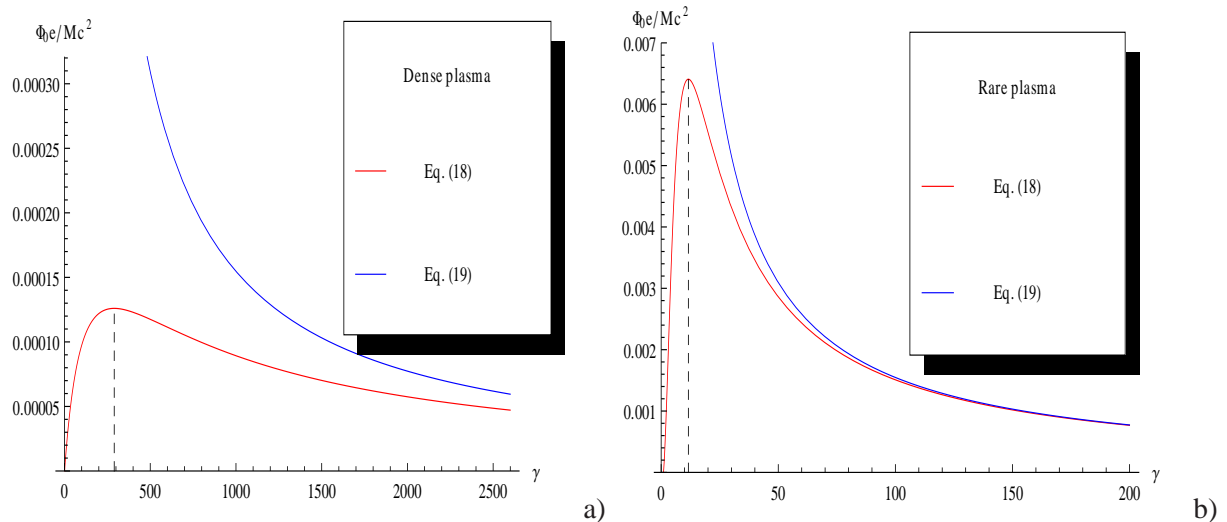 Φ₀e/Mc²
0.00030
0.00025
0.00020
0.00015
0.00010
0.00005
0
500
1000
1500
2000
2500
γ
Dense plasma
Eq. (18)
Eq. (19)
a)
Φ₀e/Mc²
0.007
0.006
0.005
0.004
0.003
0.002
0.001
0
50
100
150
200
γ
Rare plasma
Eq. (18)
Eq. (19)
b)